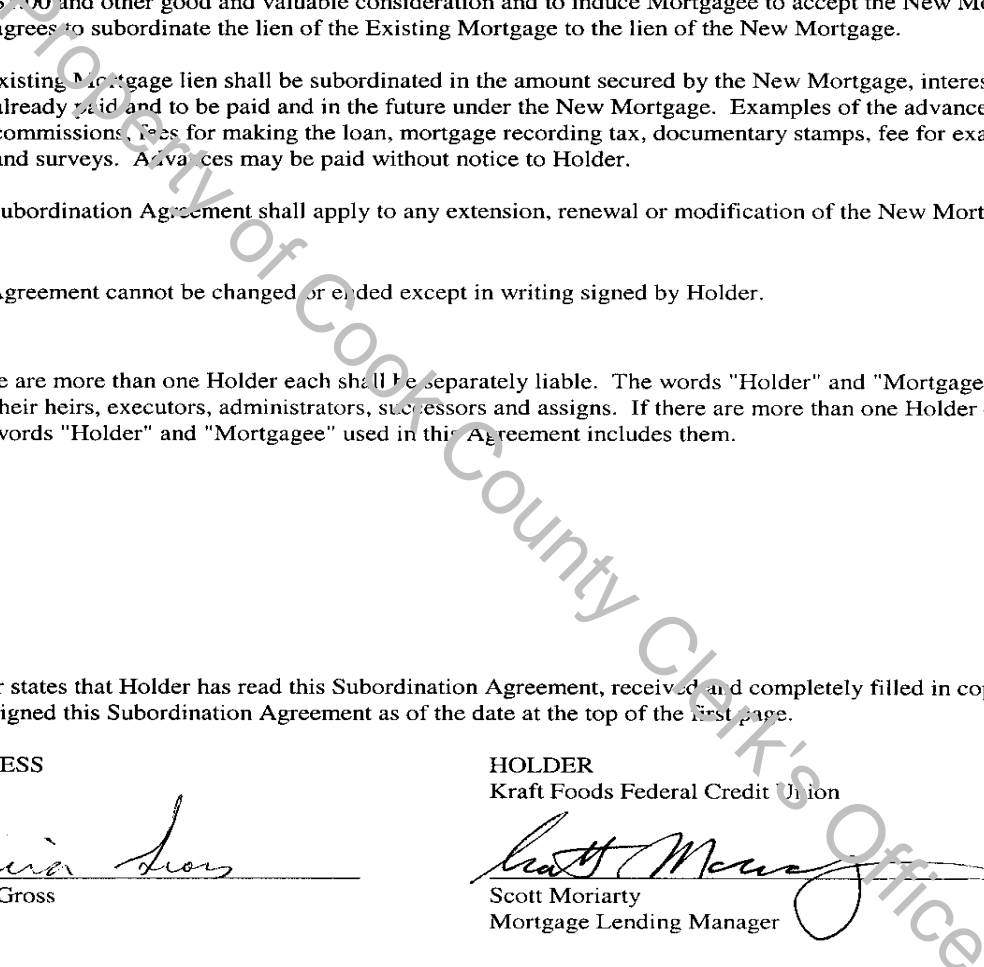 and other good and valuable consideration and to induce Mortgagee to accept the New Mo
agrees to subordinate the lien of the Existing Mortgage to the lien of the New Mortgage.
xisting Mortgage lien shall be subordinated in the amount secured by the New Mortgage, interes
already paid and to be paid and in the future under the New Mortgage. Examples of the advance
commissions, fees for making the loan, mortgage recording tax, documentary stamps, fee for exa
and surveys. Advances may be paid without notice to Holder.
ubordination Agreement shall apply to any extension, renewal or modification of the New Mort
Agreement cannot be changed or ended except in writing signed by Holder.
e are more than one Holder each shall be separately liable. The words "Holder" and "Mortgage
heir heirs, executors, administrators, successors and assigns. If there are more than one Holder
words "Holder" and "Mortgagee" used in this Agreement includes them.
r states that Holder has read this Subordination Agreement, received and completely filled in cop
igned this Subordination Agreement as of the date at the top of the first page.
ESS
HOLDER
Kraft Foods Federal Credit Union
Gross
Scott Moriarty
Mortgage Lending Manager
Property of Cook County Clerk's Office